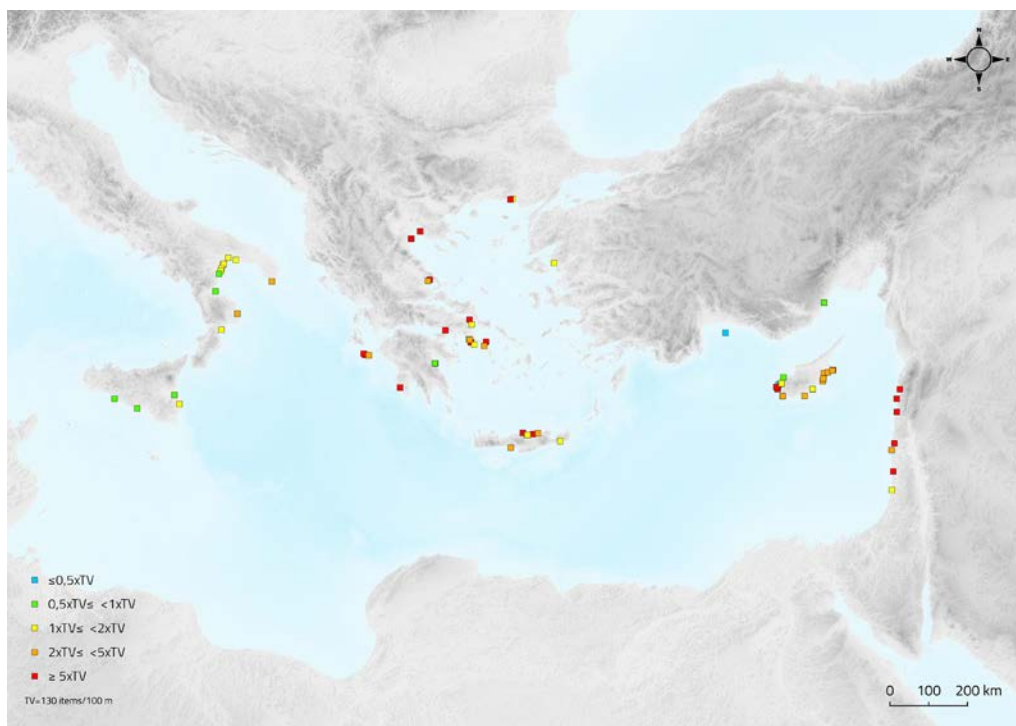 N
E
S
≤0,5xTV
0,5xTV≤ <1xTV
1xTV≤ <2xTV
2xTV≤ <5xTV
≥ 5xTV
TV=130 items/100 m
0 100 200 km